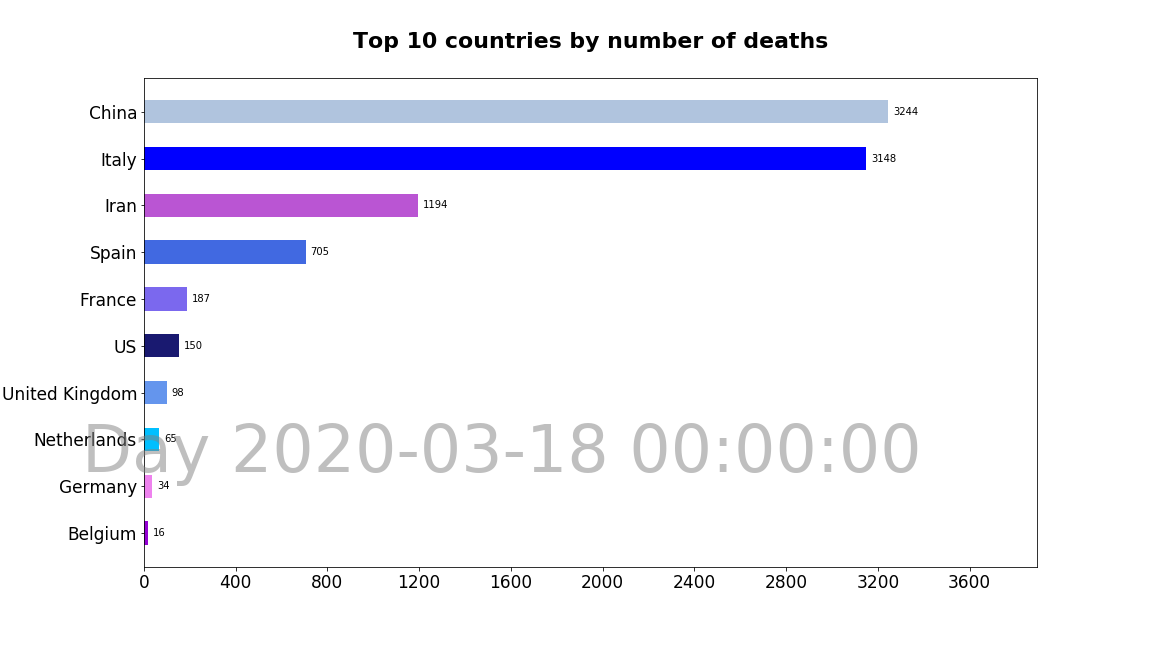 Top 10 countries by number of deaths
China 3244
Italy 3148
Iran 1194
Spain 705
France 187
US 150
United Kingdom 98
Netherlands 65
Day 2020-03-18 00:00:00
Germany 34
Belgium 16
0 400 800 1200 1600 2000 2400 2800 3200 3600